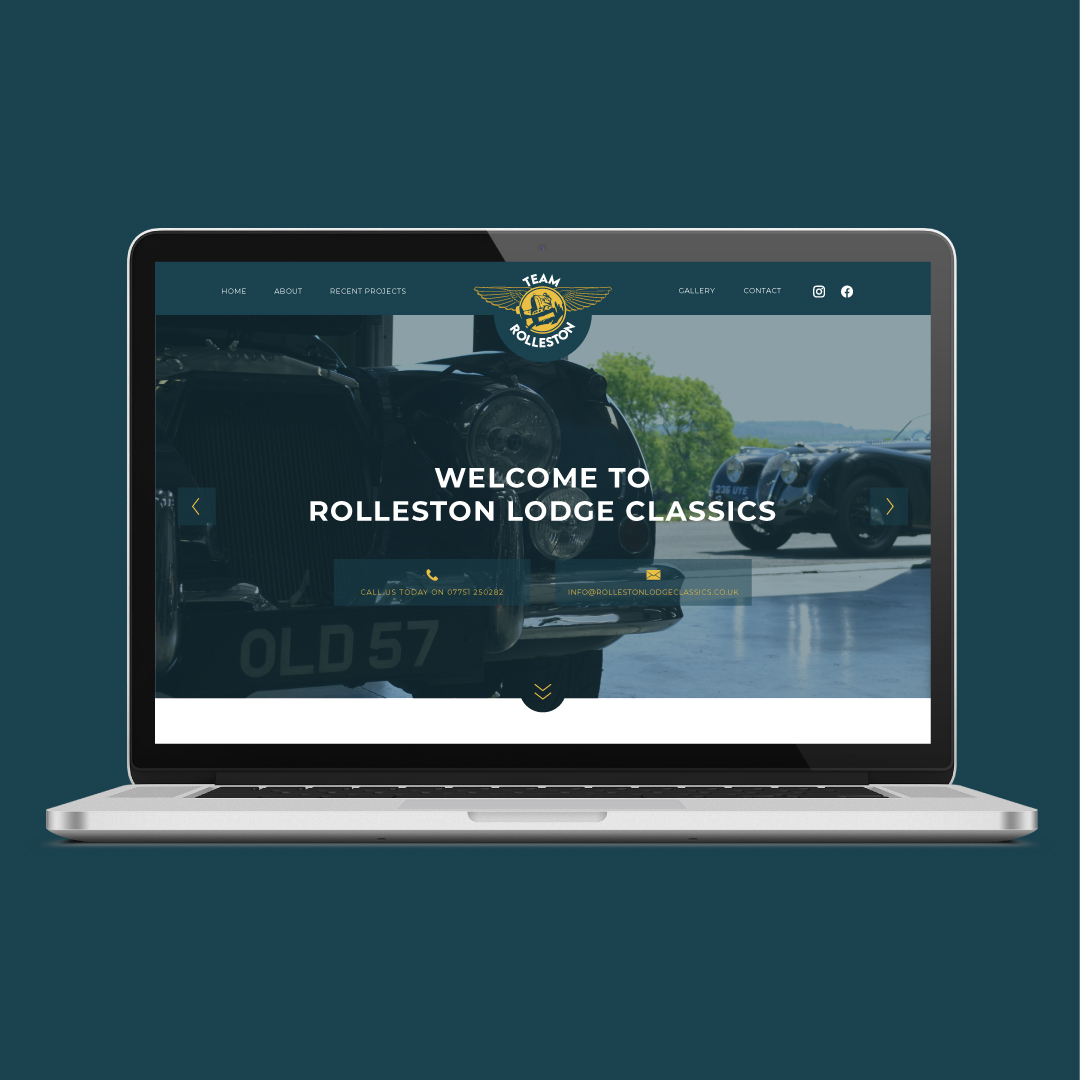 HOME ABOUT RECENT PROJECTS
TEAM
ROLLESTON
GALLERY CONTACT
236 UYE
WELCOME TO
ROLLESTON LODGE CLASSICS
CALL US TODAY ON 07751 250282
INFO@ROLLESTONLODGECLASSICS.CO.UK
OLD 57